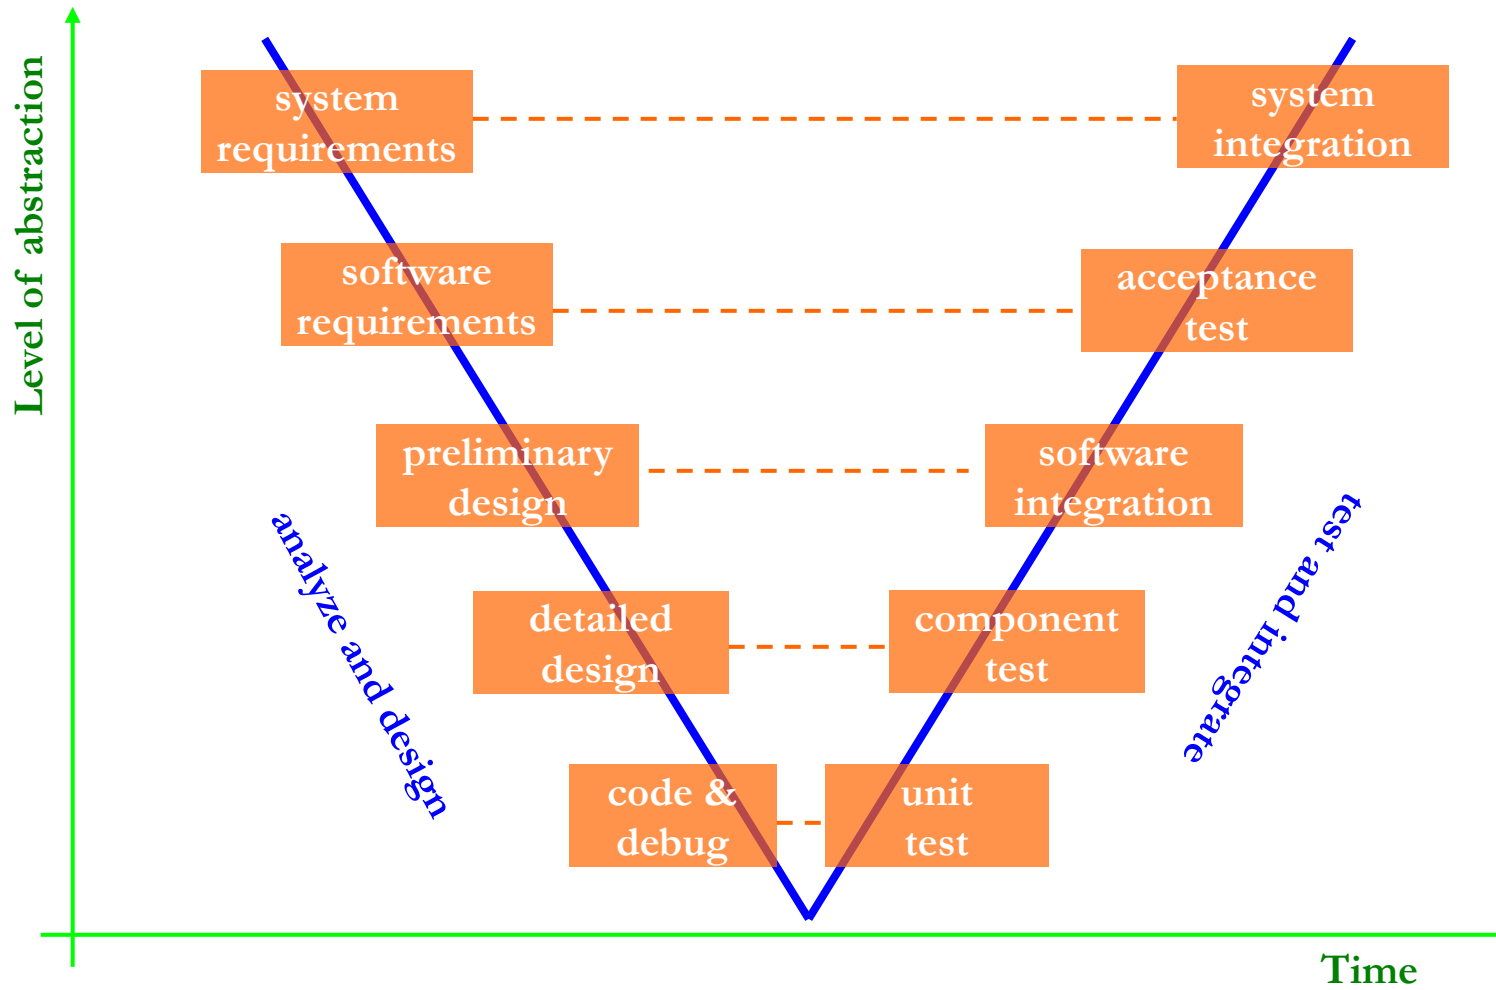 Level of abstraction
system
requirements
system
integration
software
requirements
acceptance
test
preliminary
design
software
integration
analyze and design
test and integrate
detailed
design
component
test
code &
debug
unit
test
Time